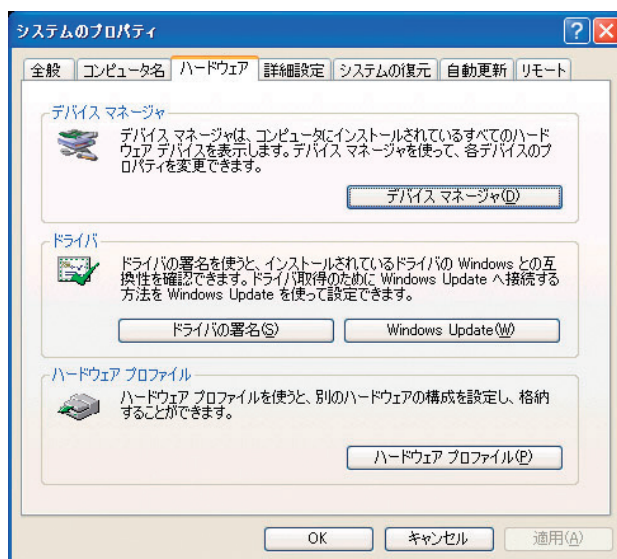 システムのプロパティ
全般 コンピュータ名 ハードウェア 詳細設定 システムの復元 自動更新 リモート
デバイス マネージャ
デバイス マネージャは、コンピュータにインストールされているすべてのハード
ウェア デバイスを表示します。デバイス マネージャを使って、各デバイスのプ
ロパティを変更できます。
デバイス マネージャ(D)
ドライバ
ドライバの署名を使うと、インストールされているドライバの Windows との互
換性を確認できます。ドライバ取得のために Windows Update へ接続する
方法を Windows Update を使って設定できます。
ドライバの署名(S) Windows Update(W)
ハードウェア プロファイル
ハードウェア プロファイルを使うと、別のハードウェアの構成を設定し、格納
することができます。
ハードウェア プロファイル(P)
OK キャンセル 適用(A)